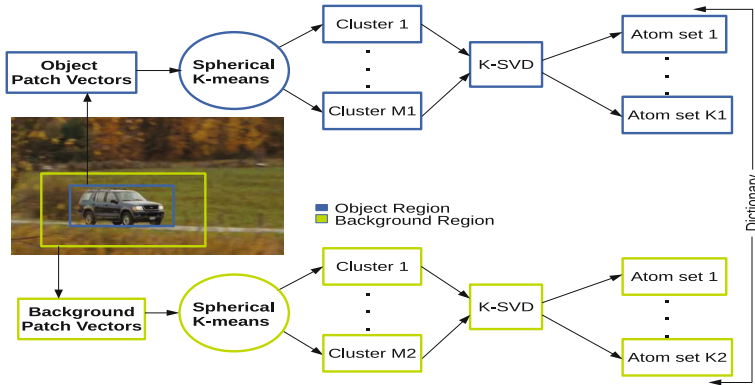 Object
Patch Vectors
Spherical
K-means
Cluster 1
Cluster M1
K-SVD
Atom set 1
Atom set K1
Object Region
Background Region
Dictionary
Background
Patch Vectors
Spherical
K-means
Cluster 1
Cluster M2
K-SVD
Atom set 1
Atom set K2